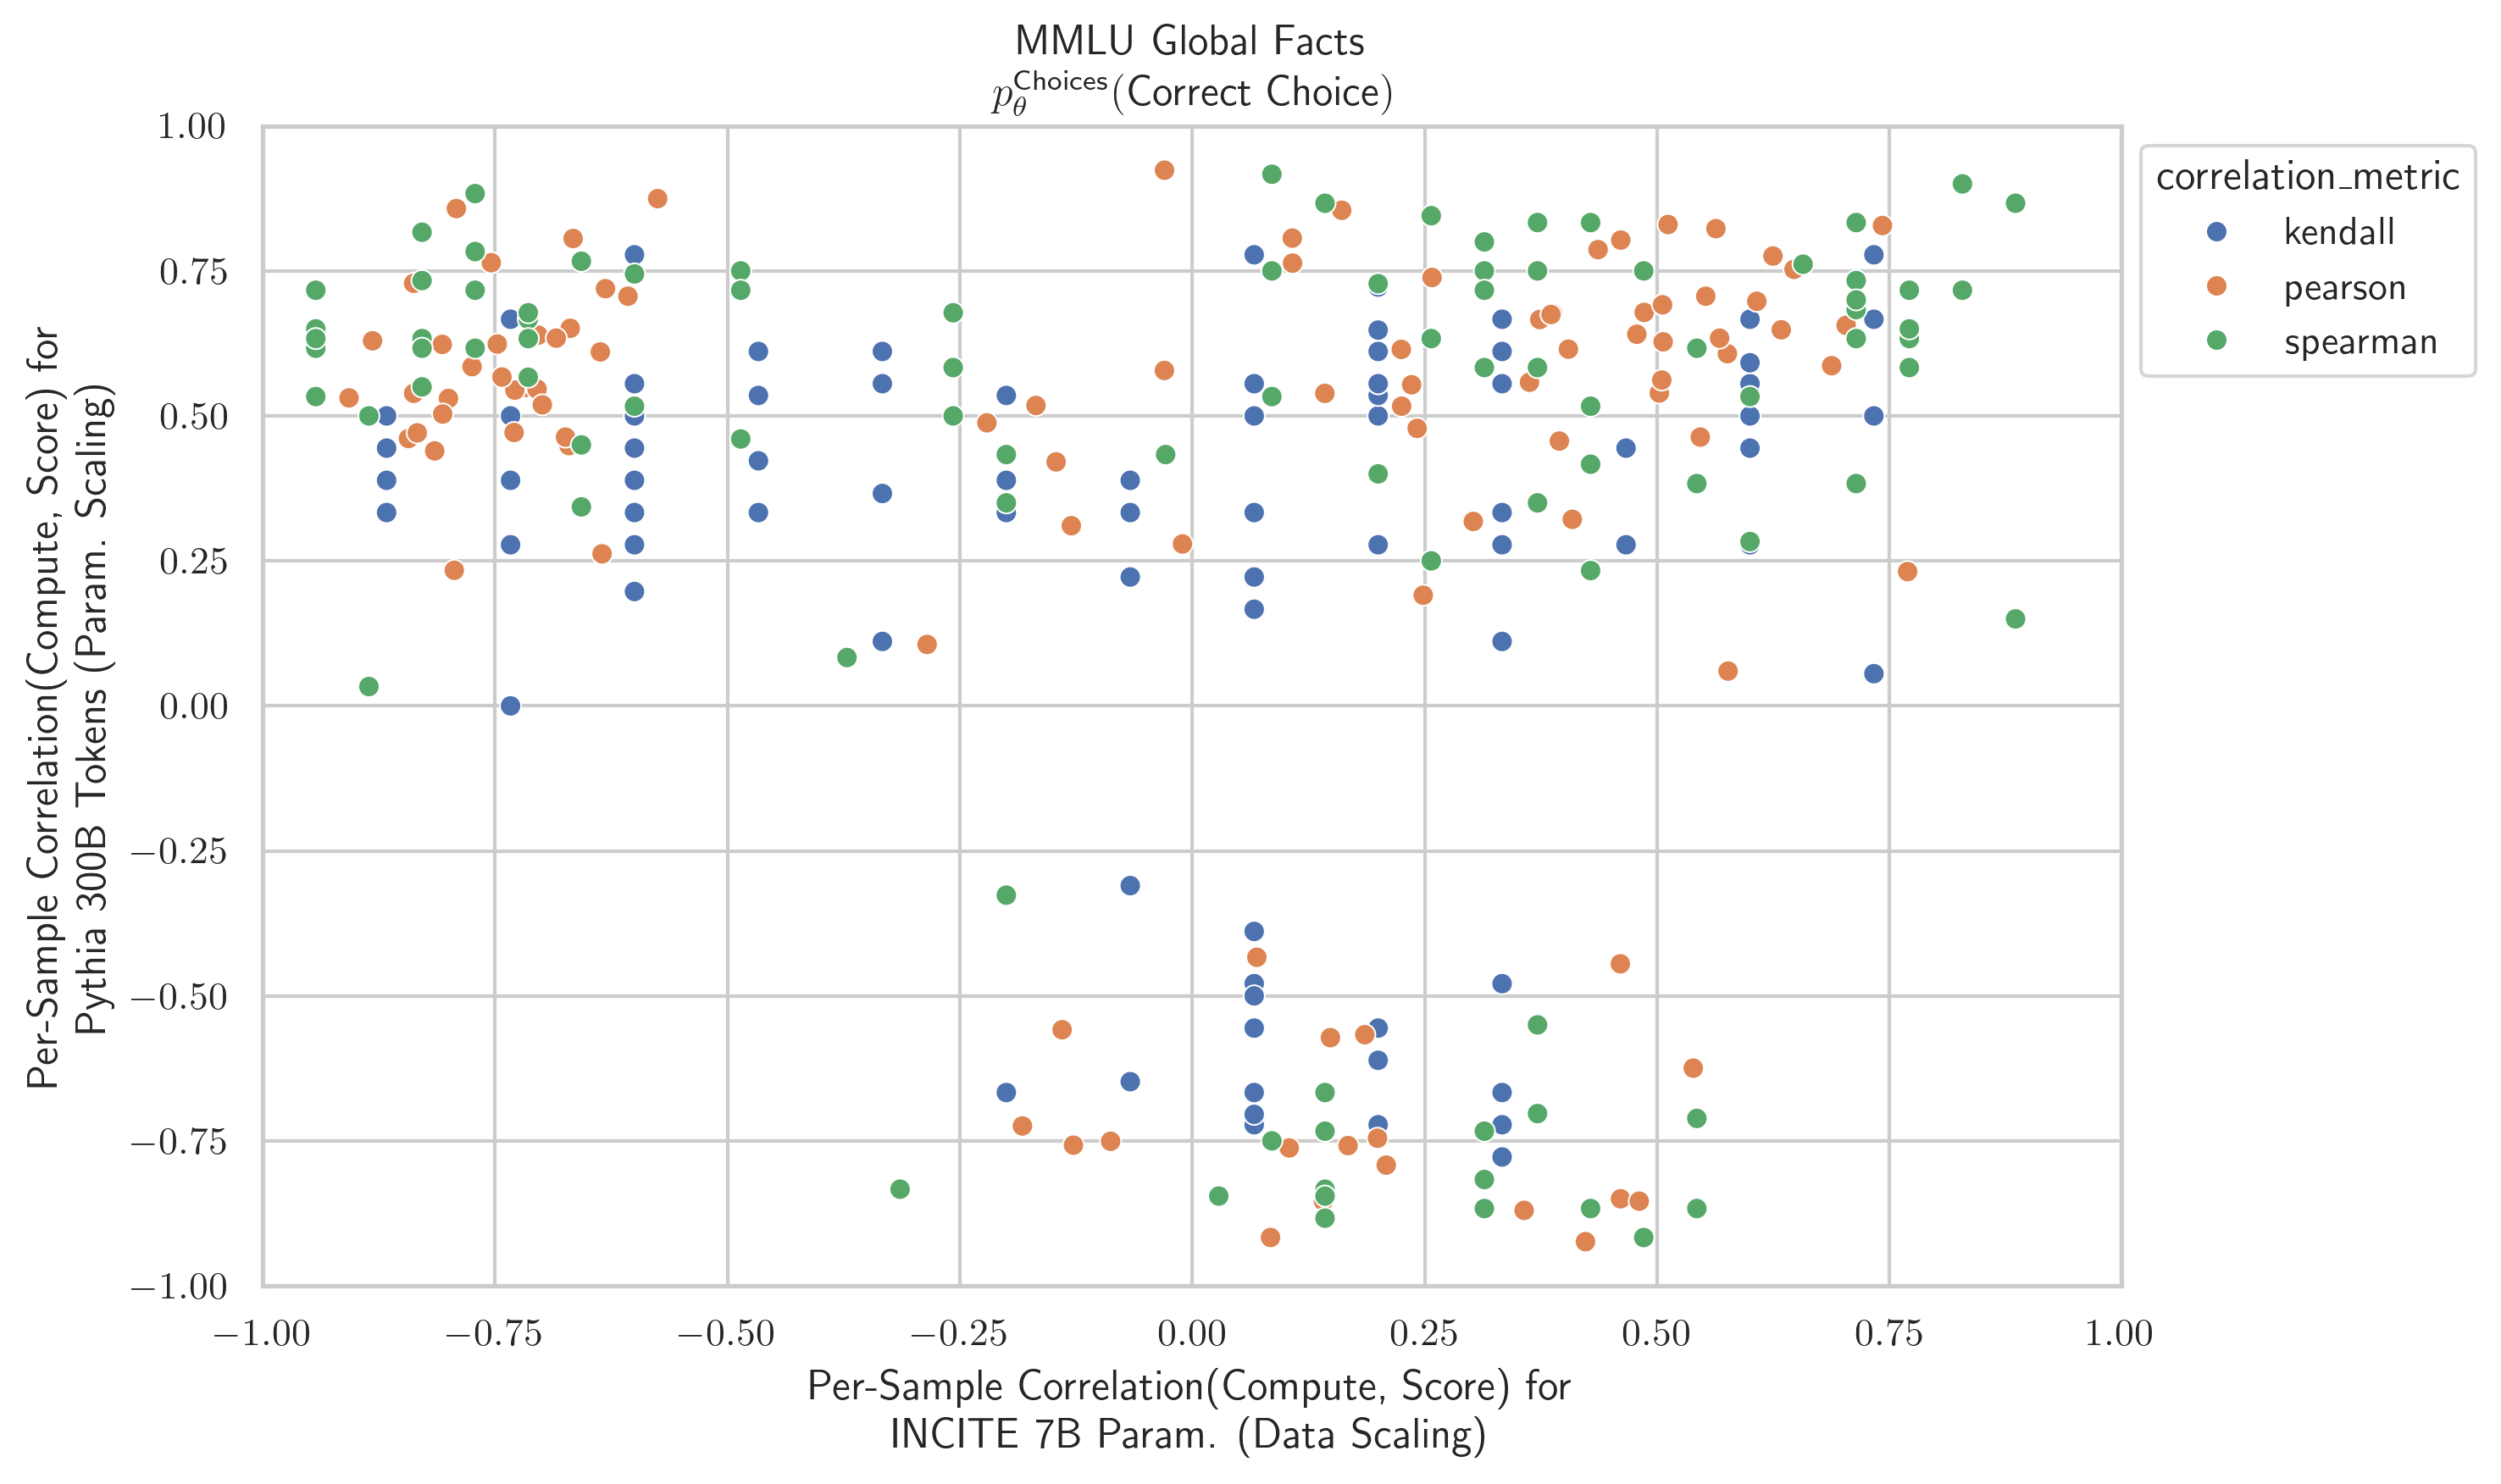 MMLU Global Facts
p_θ^Choices(Correct Choice)
1.00
0.75
0.50
0.25
0.00
−0.25
−0.50
−0.75
−1.00
Per-Sample Correlation(Compute, Score) for
Pythia 300B Tokens (Param. Scaling)
−1.00
−0.75
−0.50
−0.25
0.00
0.25
0.50
0.75
1.00
Per-Sample Correlation(Compute, Score) for
INCITE 7B Param. (Data Scaling)
correlation_metric
kendall
pearson
spearman